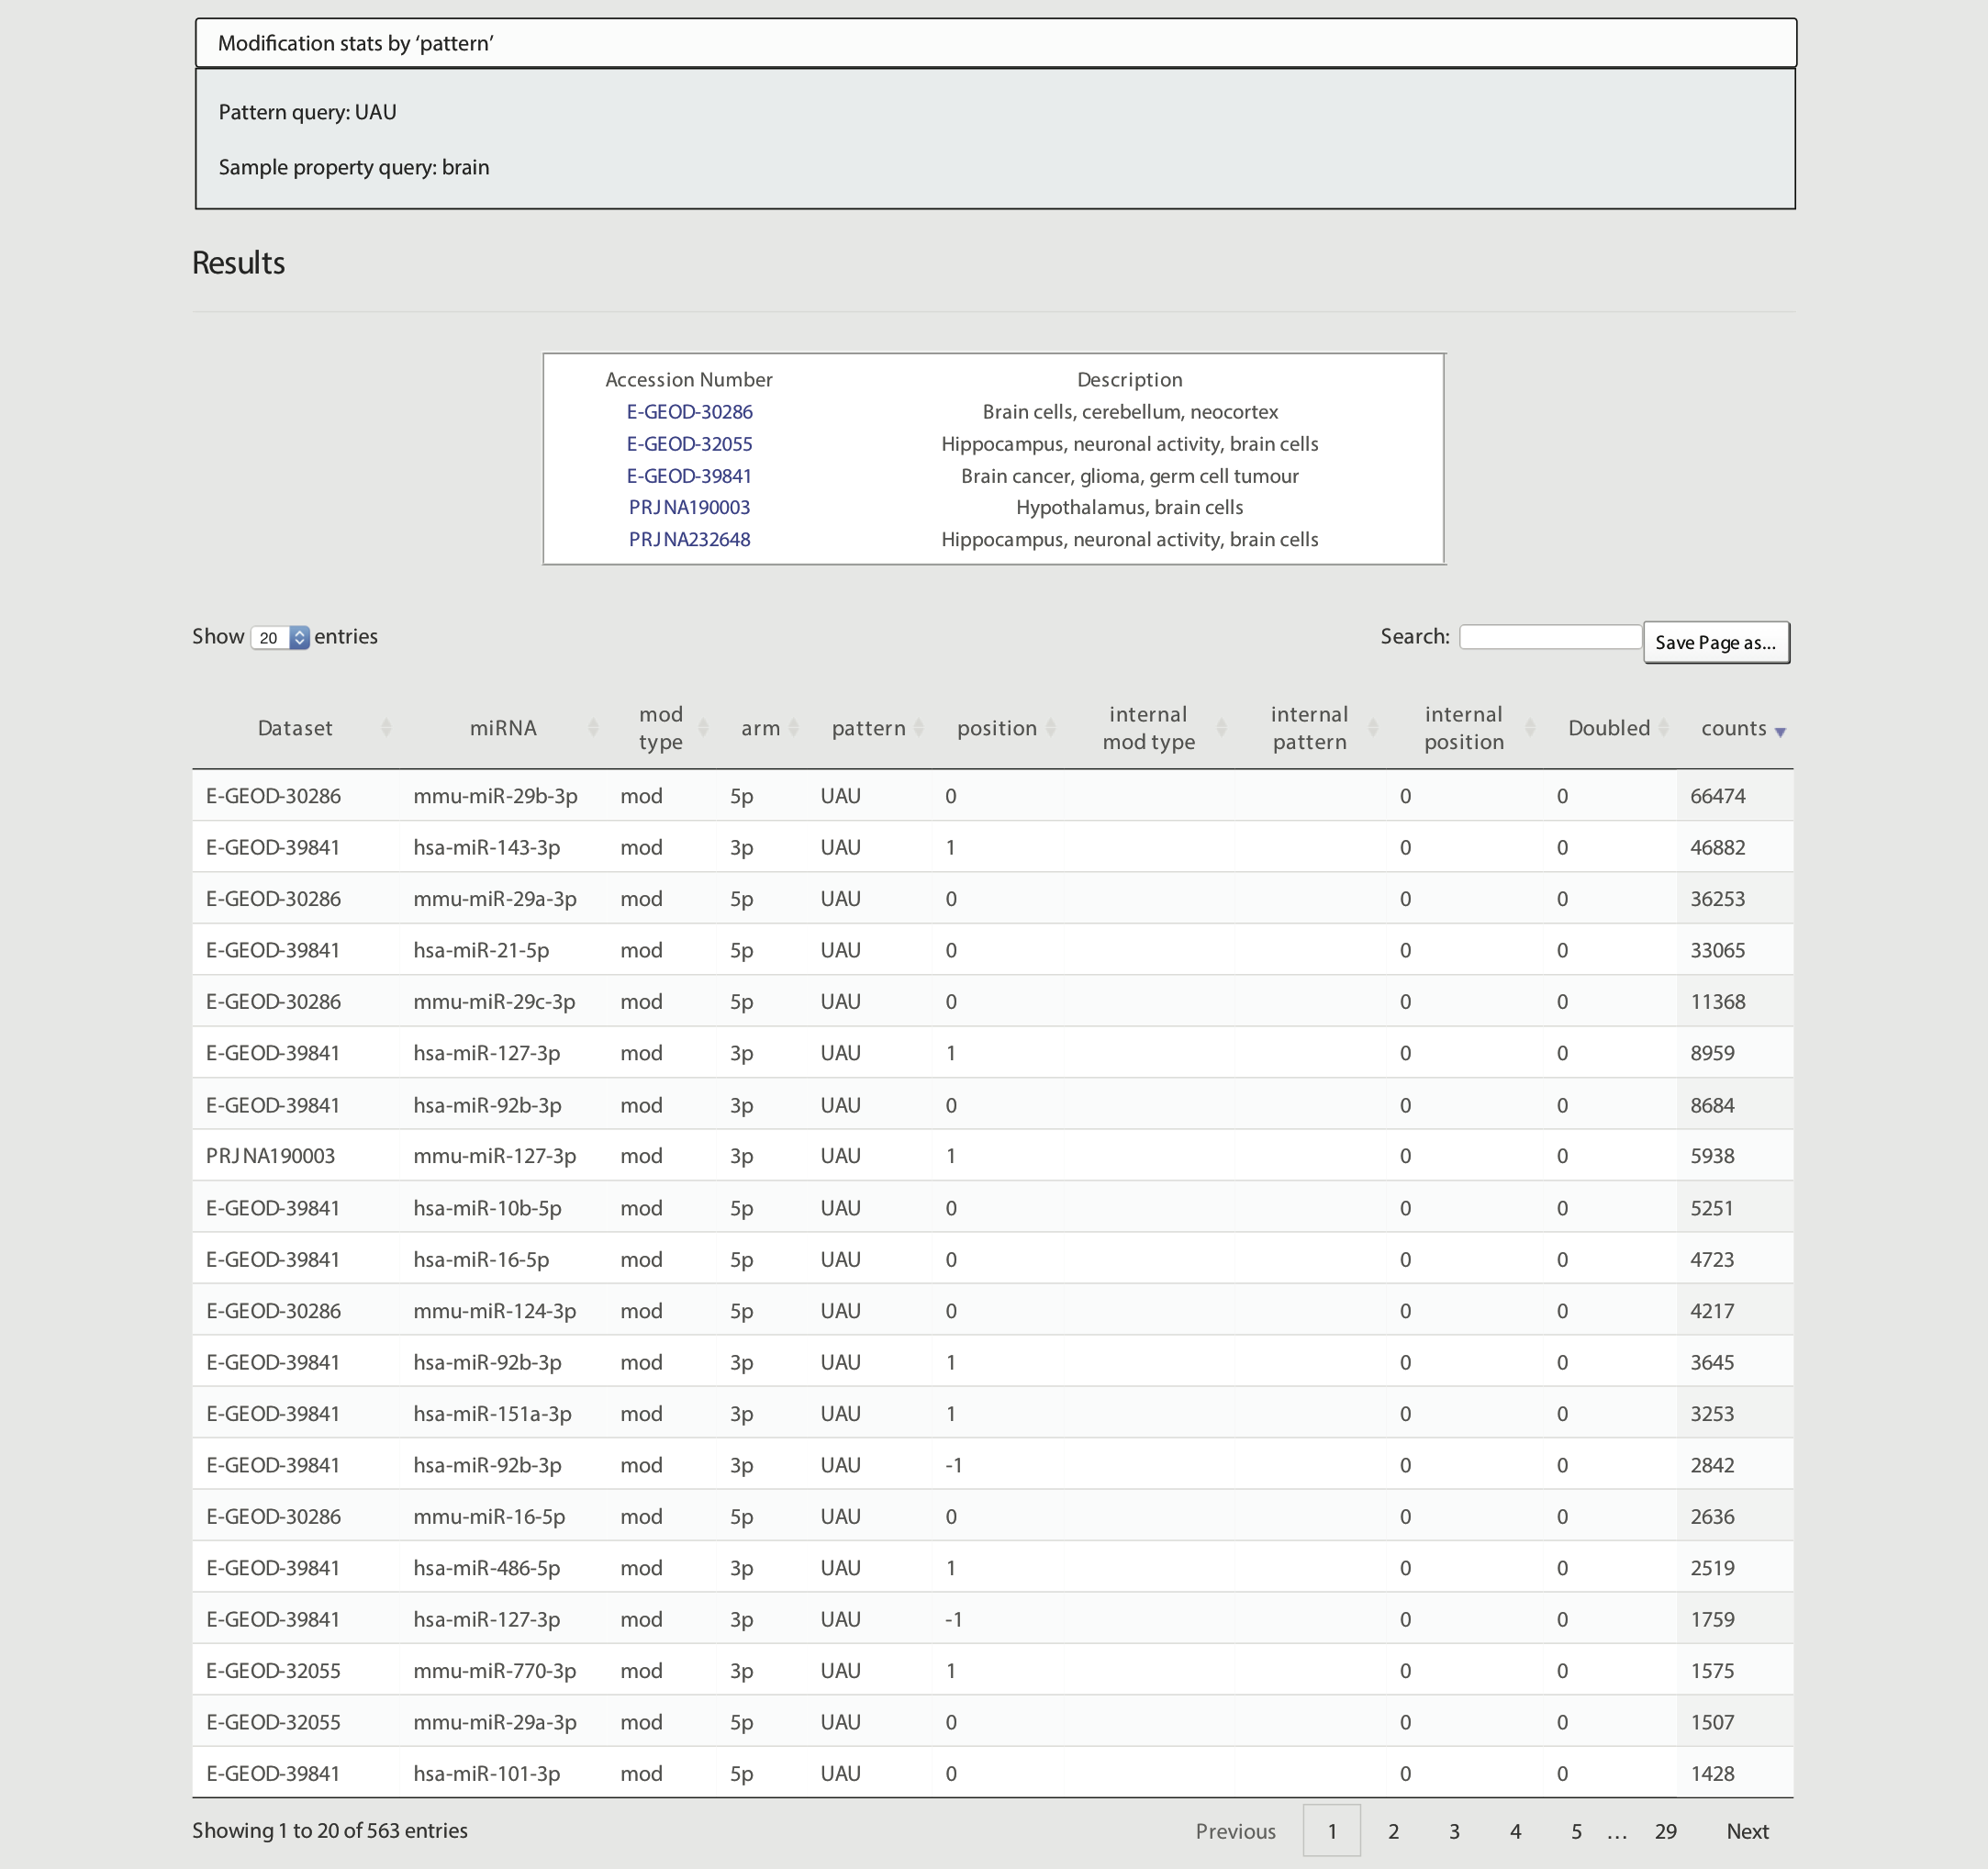 Modification stats by ‘pattern’
Pattern query: UAU
Sample property query: brain
Results
Accession Number Description
E-GEOD-30286 Brain cells, cerebellum, neocortex
E-GEOD-32055 Hippocampus, neuronal activity, brain cells
E-GEOD-39841 Brain cancer, glioma, germ cell tumour
PRJNA190003 Hypothalamus, brain cells
PRJNA232648 Hippocampus, neuronal activity, brain cells
Show 20 entries Search: Save Page as...
Dataset miRNA mod type arm pattern position internal mod type internal pattern internal position Doubled counts
E-GEOD-30286 mmu-miR-29b-3p mod 5p UAU 0 0 0 66474
E-GEOD-39841 hsa-miR-143-3p mod 3p UAU 1 0 0 46882
E-GEOD-30286 mmu-miR-29a-3p mod 5p UAU 0 0 0 36253
E-GEOD-39841 hsa-miR-21-5p mod 5p UAU 0 0 0 33065
E-GEOD-30286 mmu-miR-29c-3p mod 5p UAU 0 0 0 11368
E-GEOD-39841 hsa-miR-127-3p mod 3p UAU 1 0 0 8959
E-GEOD-39841 hsa-miR-92b-3p mod 3p UAU 0 0 0 8684
PRJNA190003 mmu-miR-127-3p mod 3p UAU 1 0 0 5938
E-GEOD-39841 hsa-miR-10b-5p mod 5p UAU 0 0 0 5251
E-GEOD-39841 hsa-miR-16-5p mod 5p UAU 0 0 0 4723
E-GEOD-30286 mmu-miR-124-3p mod 5p UAU 0 0 0 4217
E-GEOD-39841 hsa-miR-92b-3p mod 3p UAU 1 0 0 3645
E-GEOD-39841 hsa-miR-151a-3p mod 3p UAU 1 0 0 3253
E-GEOD-39841 hsa-miR-92b-3p mod 3p UAU -1 0 0 2842
E-GEOD-30286 mmu-miR-16-5p mod 5p UAU 0 0 0 2636
E-GEOD-39841 hsa-miR-486-5p mod 3p UAU 1 0 0 2519
E-GEOD-39841 hsa-miR-127-3p mod 3p UAU -1 0 0 1759
E-GEOD-32055 mmu-miR-770-3p mod 3p UAU 1 0 0 1575
E-GEOD-32055 mmu-miR-29a-3p mod 5p UAU 0 0 0 1507
E-GEOD-39841 hsa-miR-101-3p mod 5p UAU 0 0 0 1428
Showing 1 to 20 of 563 entries Previous 1 2 3 4 5 ... 29 Next